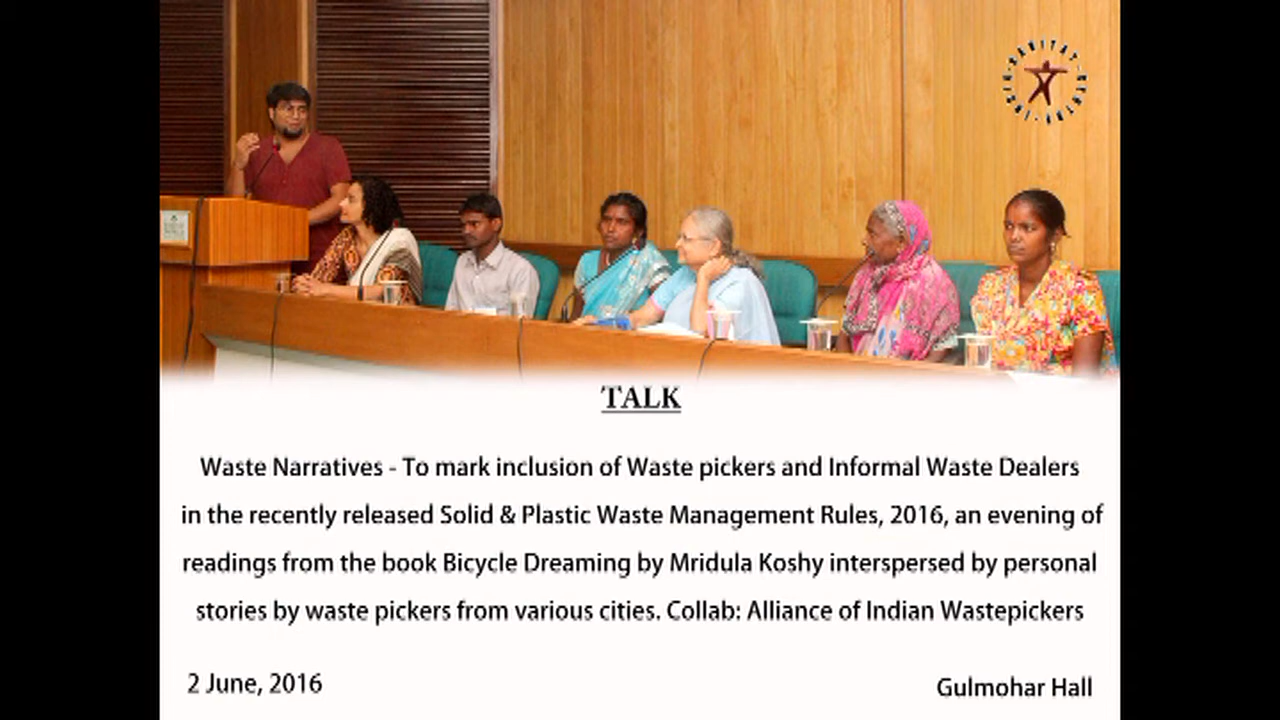 TALK
Waste Narratives - To mark inclusion of Waste pickers and Informal Waste Dealers
in the recently released Solid & Plastic Waste Management Rules, 2016, an evening of
readings from the book Bicycle Dreaming by Mridula Koshy interspersed by personal
stories by waste pickers from various cities. Collab: Alliance of Indian Wastepickers
2 June, 2016
Gulmohar Hall